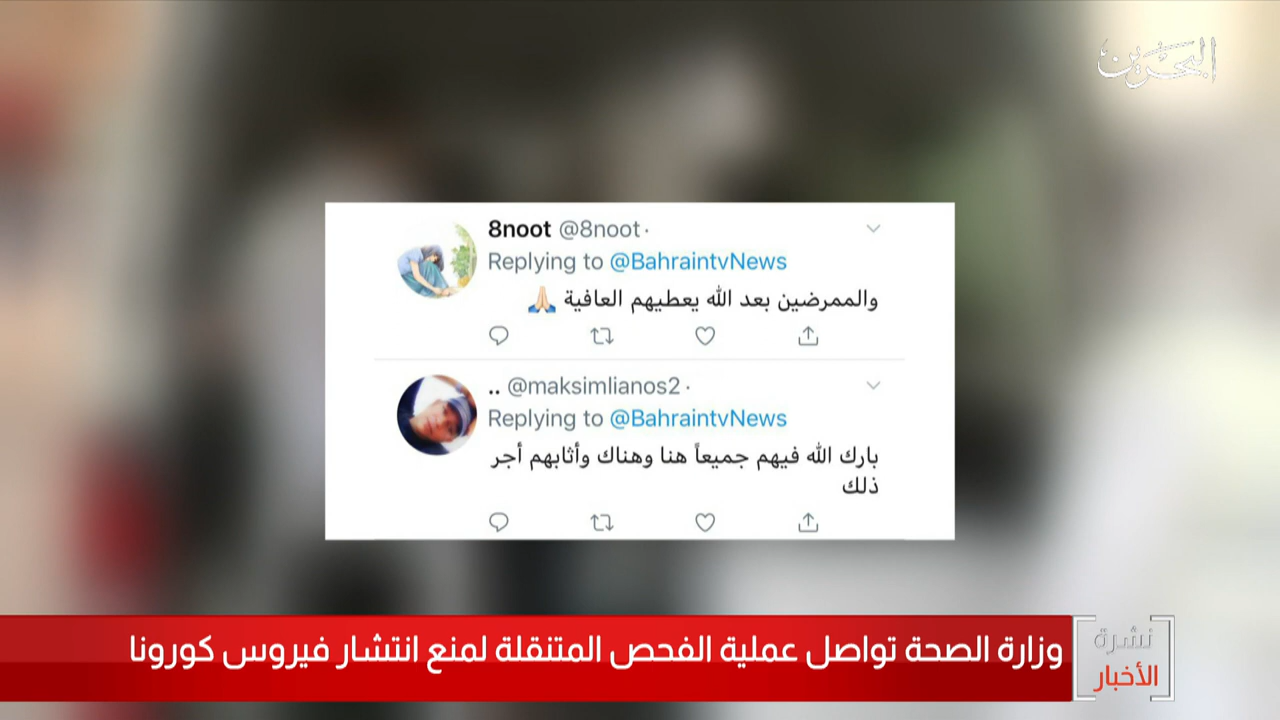 البحرين
8noot @8noot ·
Replying to @BahraintvNews
والممرضين بعد الله يعطيهم العافية 🙏🏻
.. @maksimlianos2 ·
Replying to @BahraintvNews
بارك الله فيهم جميعاً هنا وهناك وأثابهم أجر
ذلك
نشرة
الأخبار
وزارة الصحة تواصل عملية الفحص المتنقلة لمنع انتشار فيروس كورونا